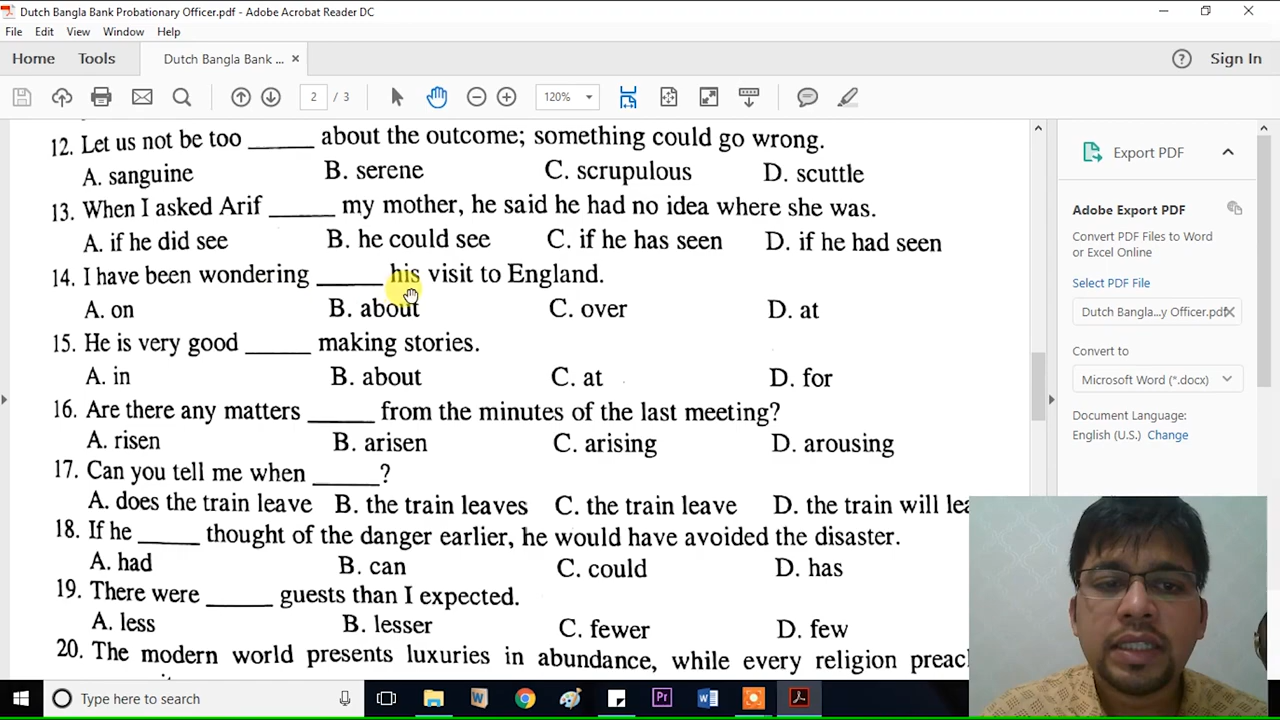 Dutch Bangla Bank Probationary Officer.pdf - Adobe Acrobat Reader DC
File Edit View Window Help
Home Tools Dutch Bangla Bank ... × Sign In
2 / 3 120%
12. Let us not be too _____ about the outcome; something could go wrong.
A. sanguine B. serene C. scrupulous D. scuttle
13. When I asked Arif _____ my mother, he said he had no idea where she was.
A. if he did see B. he could see C. if he has seen D. if he had seen
14. I have been wondering _____ his visit to England.
A. on B. about C. over D. at
15. He is very good _____ making stories.
A. in B. about C. at D. for
16. Are there any matters _____ from the minutes of the last meeting?
A. risen B. arisen C. arising D. arousing
17. Can you tell me when _____?
A. does the train leave B. the train leaves C. the train leave D. the train will lea
18. If he _____ thought of the danger earlier, he would have avoided the disaster.
A. had B. can C. could D. has
19. There were _____ guests than I expected.
A. less B. lesser C. fewer D. few
20. The modern world presents luxuries in abundance, while every religion preac
Export PDF
Adobe Export PDF
Convert PDF Files to Word
or Excel Online
Select PDF File
Dutch Bangla...y Officer.pdf
Convert to
Microsoft Word (*.docx)
Document Language:
English (U.S.) Change
Type here to search